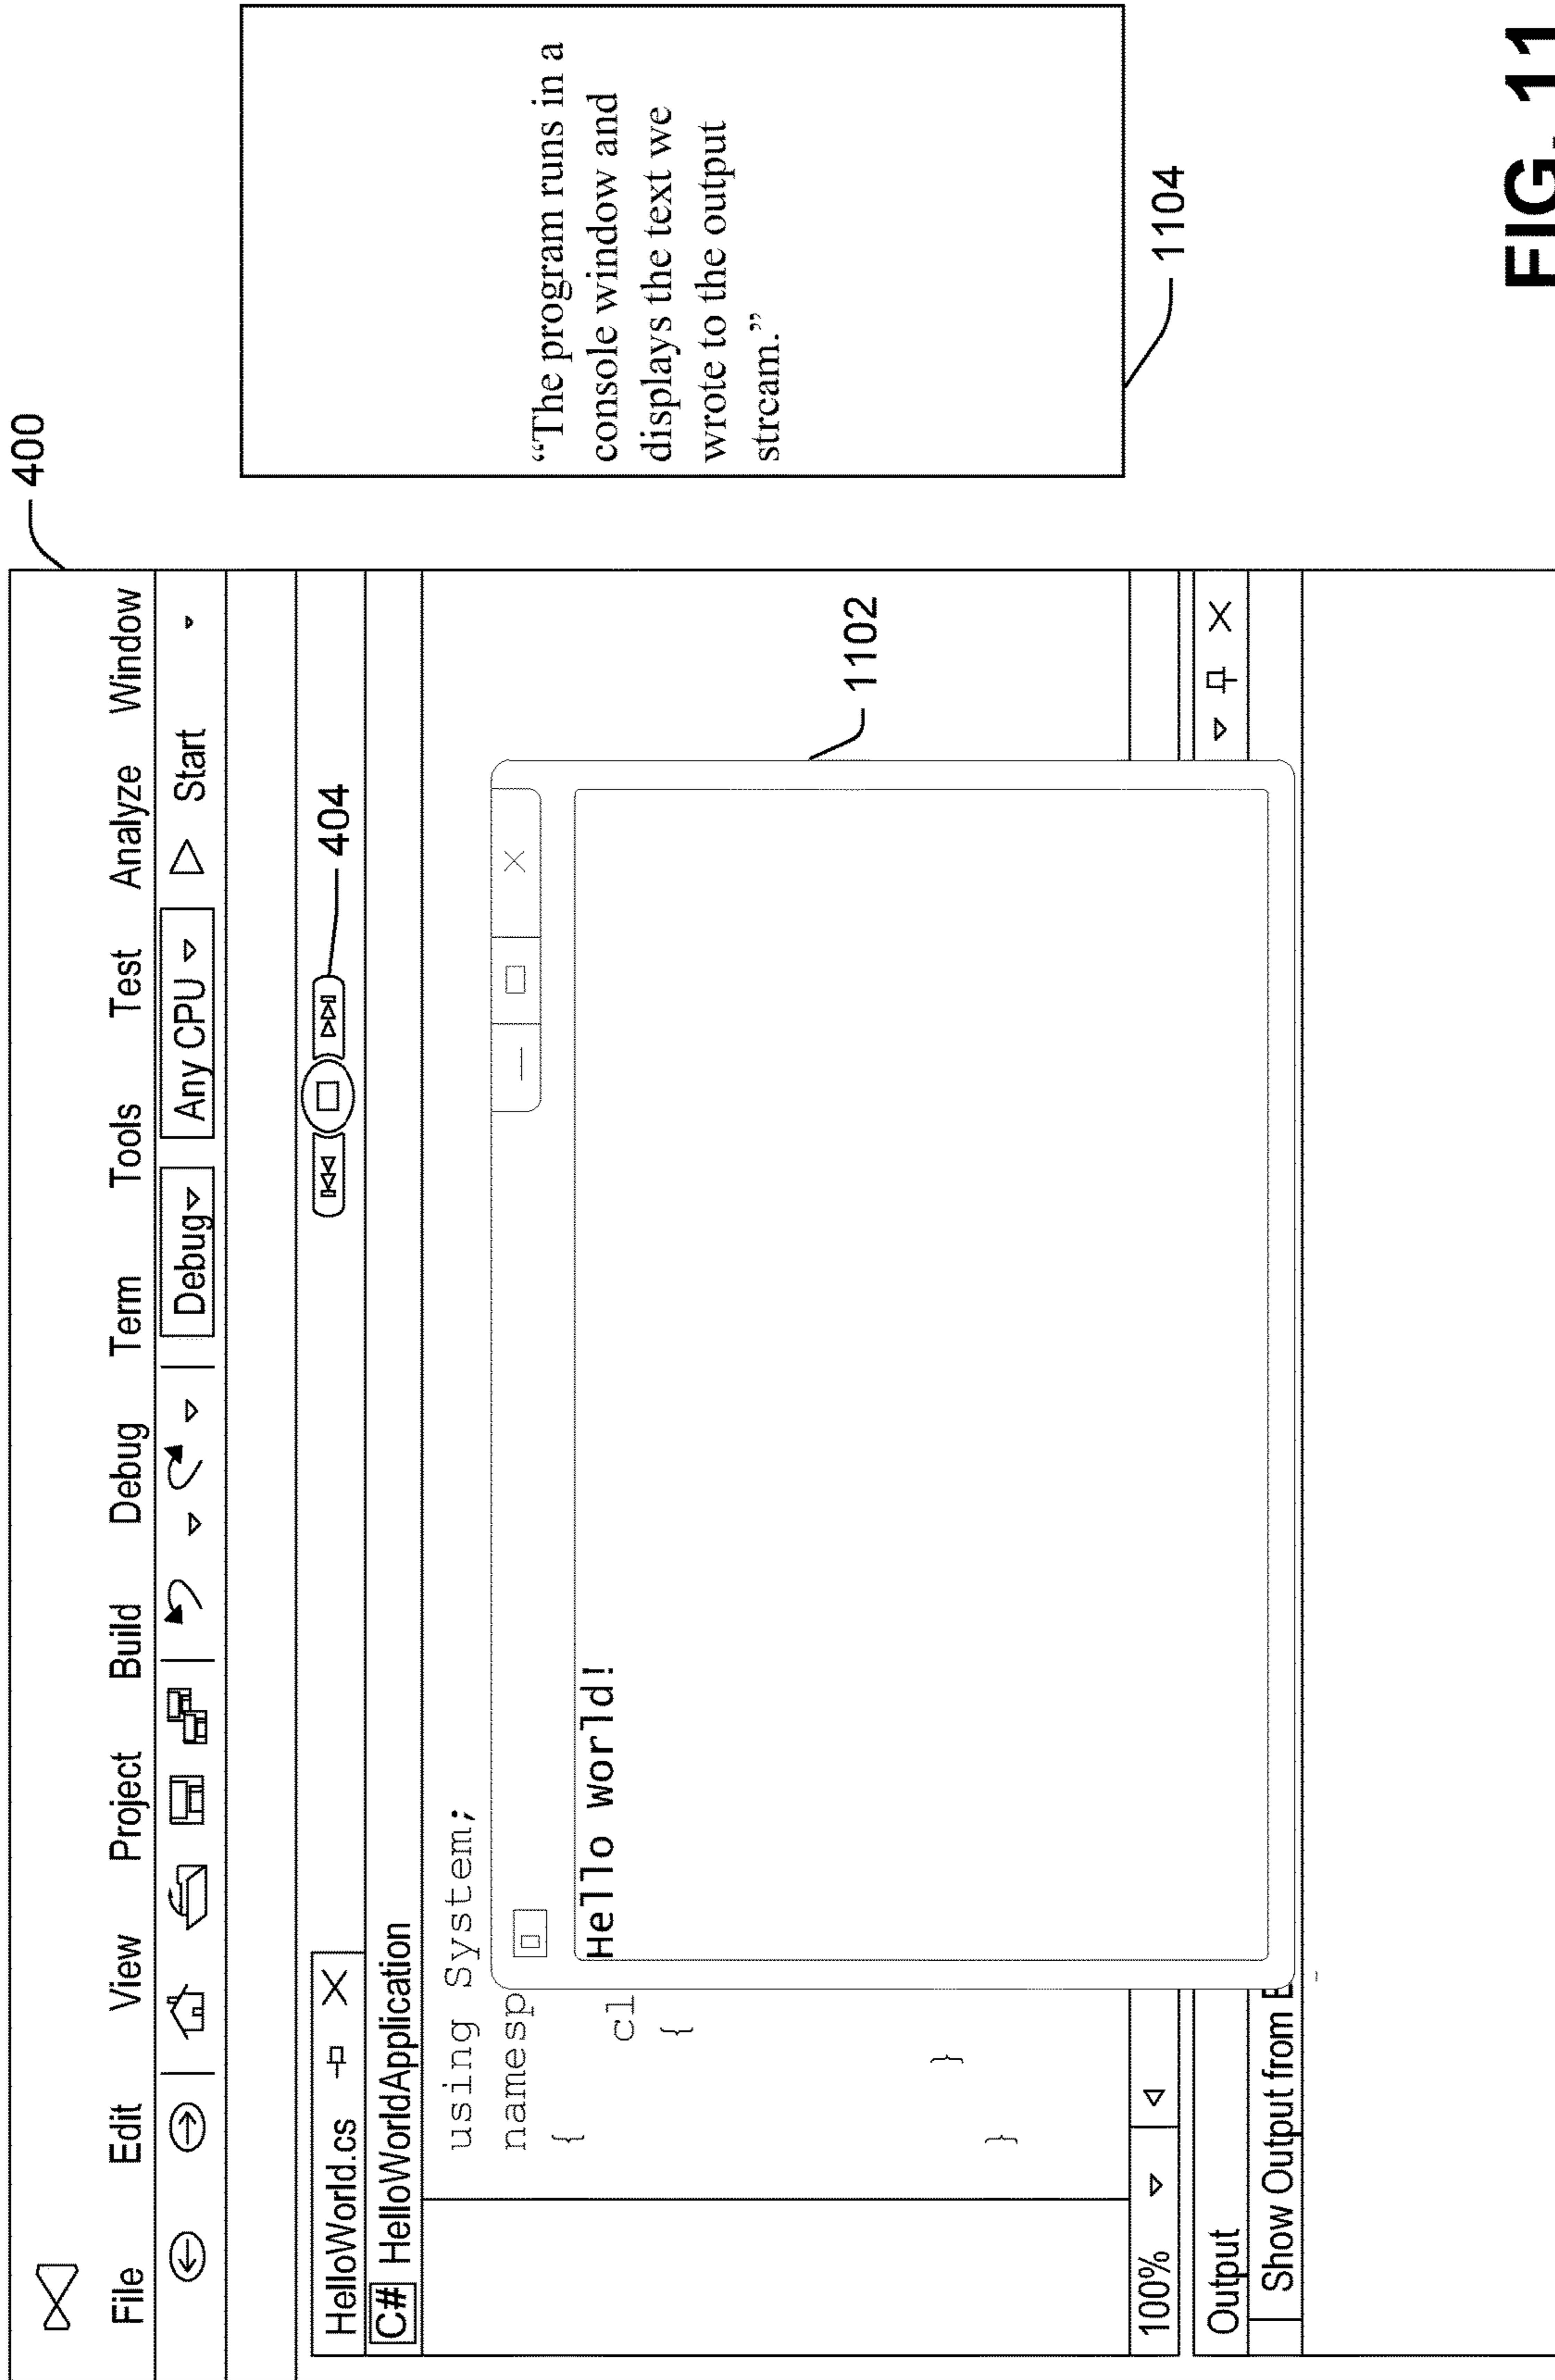 400
File Edit View Project Build Debug Term Tools Test Analyze Window
Debug Any CPU Start
HelloWorld.cs
404
C# HelloWorldApplication
using System;
namesp
{
cl
{
}
}
Hello World!
1102
100%
Output
Show Output from
“The program runs in a
console window and
displays the text we
wrote to the output
stream.”
1104
FIG. 11